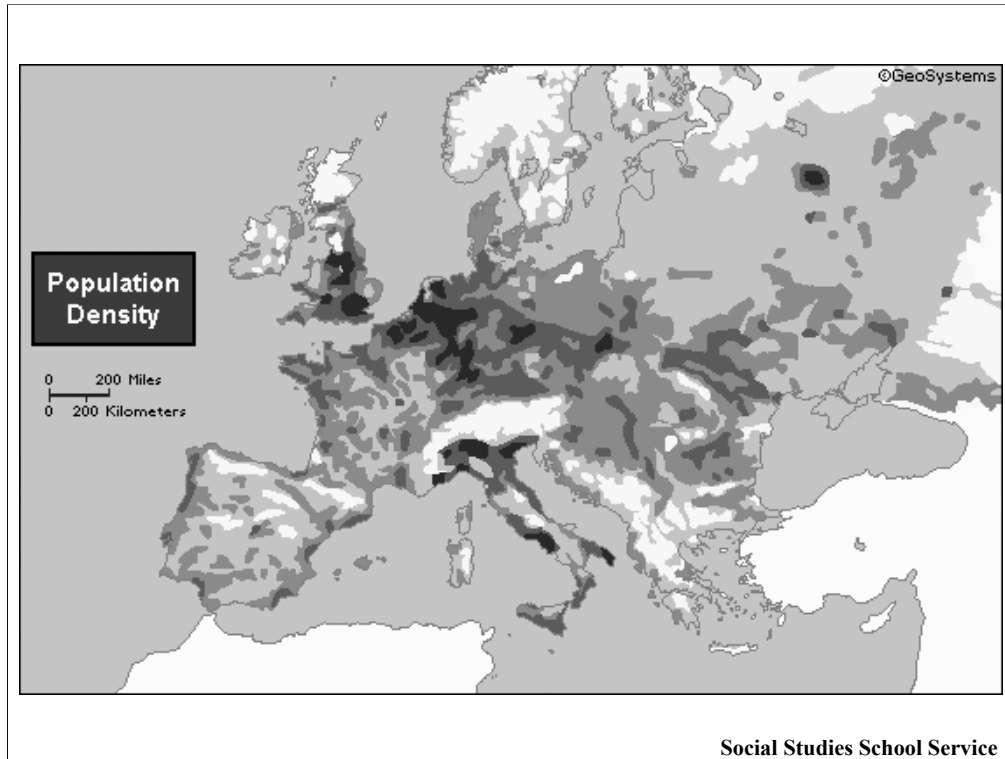 ©GeoSystems
Population
Density
0 200 Miles
0 200 Kilometers
Social Studies School Service